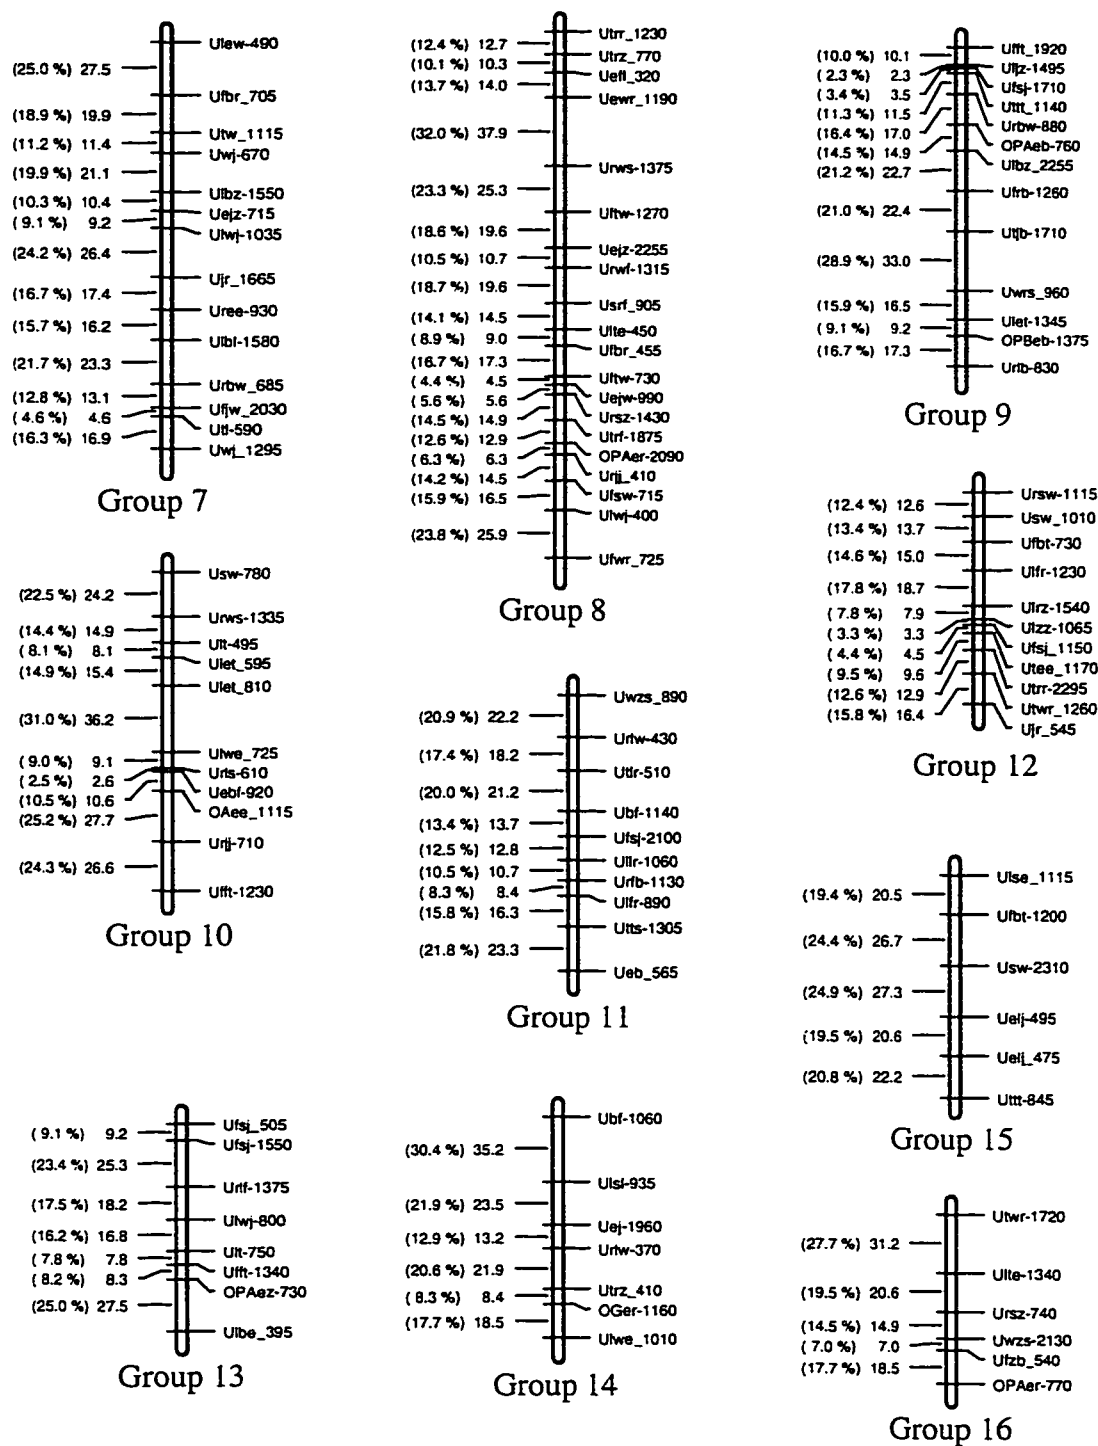 Ulew-490
(25.0 %) 27.5
Ufbr_705
(18.9 %) 19.9
Utw_1115
(11.2 %) 11.4
Uwj-670
(19.9 %) 21.1
Ulbz-1550
(10.3 %) 10.4
Uejz-715
( 9.1 %) 9.2
Ulwj-1035
(24.2 %) 26.4
Ujr_1665
(16.7 %) 17.4
Uree-930
(15.7 %) 16.2
Ulbl-1580
(21.7 %) 23.3
Urbw_685
(12.8 %) 13.1
Ufjw_2030
( 4.6 %) 4.6
Utl-590
(16.3 %) 16.9
Uwj_1295
Group 7
Utrr_1230
(12.4 %) 12.7
Utrz_770
(10.1 %) 10.3
Uefl_320
(13.7 %) 14.0
Uewr_1190
(32.0 %) 37.9
Urws-1375
(23.3 %) 25.3
Ultw-1270
(18.6 %) 19.6
Uejz-2255
(10.5 %) 10.7
Urwf-1315
(18.7 %) 19.6
Usrf_905
(14.1 %) 14.5
Ulte-450
( 8.9 %) 9.0
Ufbr_455
(16.7 %) 17.3
Ultw-730
( 4.4 %) 4.5
Uejw-990
( 5.6 %) 5.6
Ursz-1430
(14.5 %) 14.9
Utrf-1875
(12.6 %) 12.9
OPAer-2090
( 6.3 %) 6.3
Urjj_410
(14.2 %) 14.5
Ufsw-715
(15.9 %) 16.5
Ulwj-400
(23.8 %) 25.9
Ufwr_725
Group 8
Ufft_1920
(10.0 %) 10.1
Uljz-1495
( 2.3 %) 2.3
Ufsj-1710
( 3.4 %) 3.5
Uttt_1140
(11.3 %) 11.5
Urbw-880
(16.4 %) 17.0
OPAeb-760
(14.5 %) 14.9
Ulbz_2255
(21.2 %) 22.7
Ufrb-1260
(21.0 %) 22.4
Utjb-1710
(28.9 %) 33.0
Uwrs_960
(15.9 %) 16.5
Ulet-1345
( 9.1 %) 9.2
OPBeb-1375
(16.7 %) 17.3
Urlb-830
Group 9
Usw-780
(22.5 %) 24.2
Urws-1335
(14.4 %) 14.9
Ult-495
( 8.1 %) 8.1
Ulet_595
(14.9 %) 15.4
Ulet_810
(31.0 %) 36.2
Ulwe_725
( 9.0 %) 9.1
Urls-610
( 2.5 %) 2.6
Uebf-920
(10.5 %) 10.6
OAee_1115
(25.2 %) 27.7
Urjj-710
(24.3 %) 26.6
Ufft-1230
Group 10
Uwzs_890
(20.9 %) 22.2
Urlw-430
(17.4 %) 18.2
Utlr-510
(20.0 %) 21.2
Ubf-1140
(13.4 %) 13.7
Ufsj-2100
(12.5 %) 12.8
Ullr-1060
(10.5 %) 10.7
Urfb-1130
( 8.3 %) 8.4
Ulfr-890
(15.8 %) 16.3
Utts-1305
(21.8 %) 23.3
Ueb_565
Group 11
Ursw-1115
(12.4 %) 12.6
Usw_1010
(13.4 %) 13.7
Ufbt-730
(14.6 %) 15.0
Ulfr-1230
(17.8 %) 18.7
Ulrz-1540
( 7.8 %) 7.9
Ulzz-1065
( 3.3 %) 3.3
Ufsj_1150
( 4.4 %) 4.5
Utee_1170
( 9.5 %) 9.6
Utrr-2295
(12.6 %) 12.9
Utwr_1260
(15.8 %) 16.4
Ujr_545
Group 12
Ufsj_505
( 9.1 %) 9.2
Ufsj-1550
(23.4 %) 25.3
Urlf-1375
(17.5 %) 18.2
Ulwj-800
(16.2 %) 16.8
Ult-750
( 7.8 %) 7.8
Ufft-1340
( 8.2 %) 8.3
OPAez-730
(25.0 %) 27.5
Ulbe_395
Group 13
Ubf-1060
(30.4 %) 35.2
Ulsl-935
(21.9 %) 23.5
Uej-1960
(12.9 %) 13.2
Urlw-370
(20.6 %) 21.9
Utrz_410
( 8.3 %) 8.4
OGer-1160
(17.7 %) 18.5
Ulwe_1010
Group 14
Ulse_1115
(19.4 %) 20.5
Ufbt-1200
(24.4 %) 26.7
Usw-2310
(24.9 %) 27.3
Uelj-495
(19.5 %) 20.6
Uelj_475
(20.8 %) 22.2
Uttt-845
Group 15
Utwr-1720
(27.7 %) 31.2
Ulte-1340
(19.5 %) 20.6
Ursz-740
(14.5 %) 14.9
Uwzs-2130
( 7.0 %) 7.0
Ufzb_540
(17.7 %) 18.5
OPAer-770
Group 16